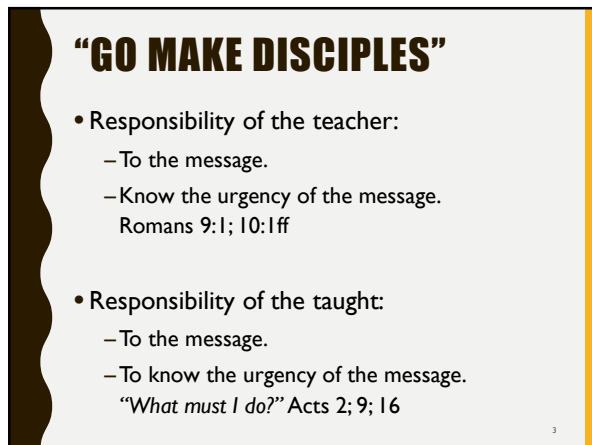 “GO MAKE DISCIPLES”
• Responsibility of the teacher:
–To the message.
–Know the urgency of the message.
Romans 9:1; 10:1ff
• Responsibility of the taught:
–To the message.
–To know the urgency of the message.
“What must I do?” Acts 2; 9; 16
3